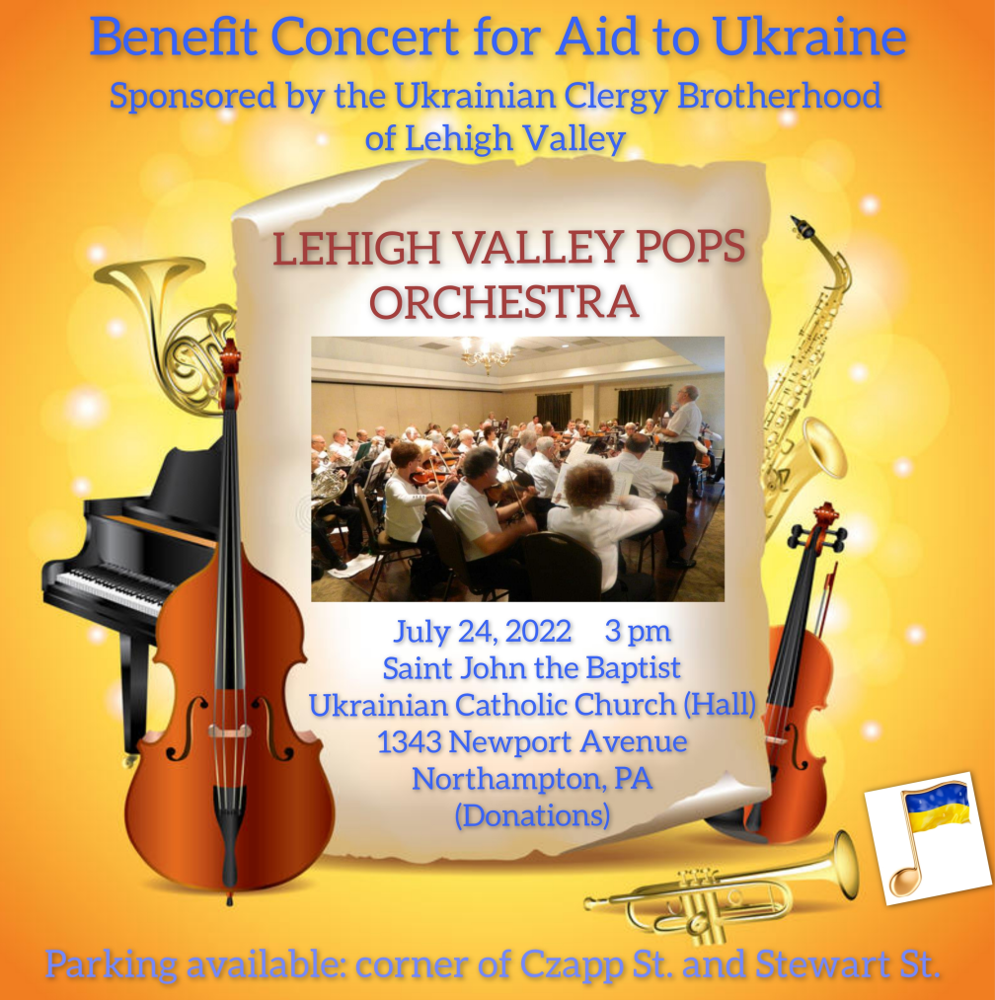 Benefit Concert for Aid to Ukraine
Sponsored by the Ukrainian Clergy Brotherhood
of Lehigh Valley
LEHIGH VALLEY POPS
ORCHESTRA
July 24, 2022 3 pm
Saint John the Baptist
Ukrainian Catholic Church (Hall)
1343 Newport Avenue
Northampton, PA
(Donations)
Parking available: corner of Czapp St. and Stewart St.